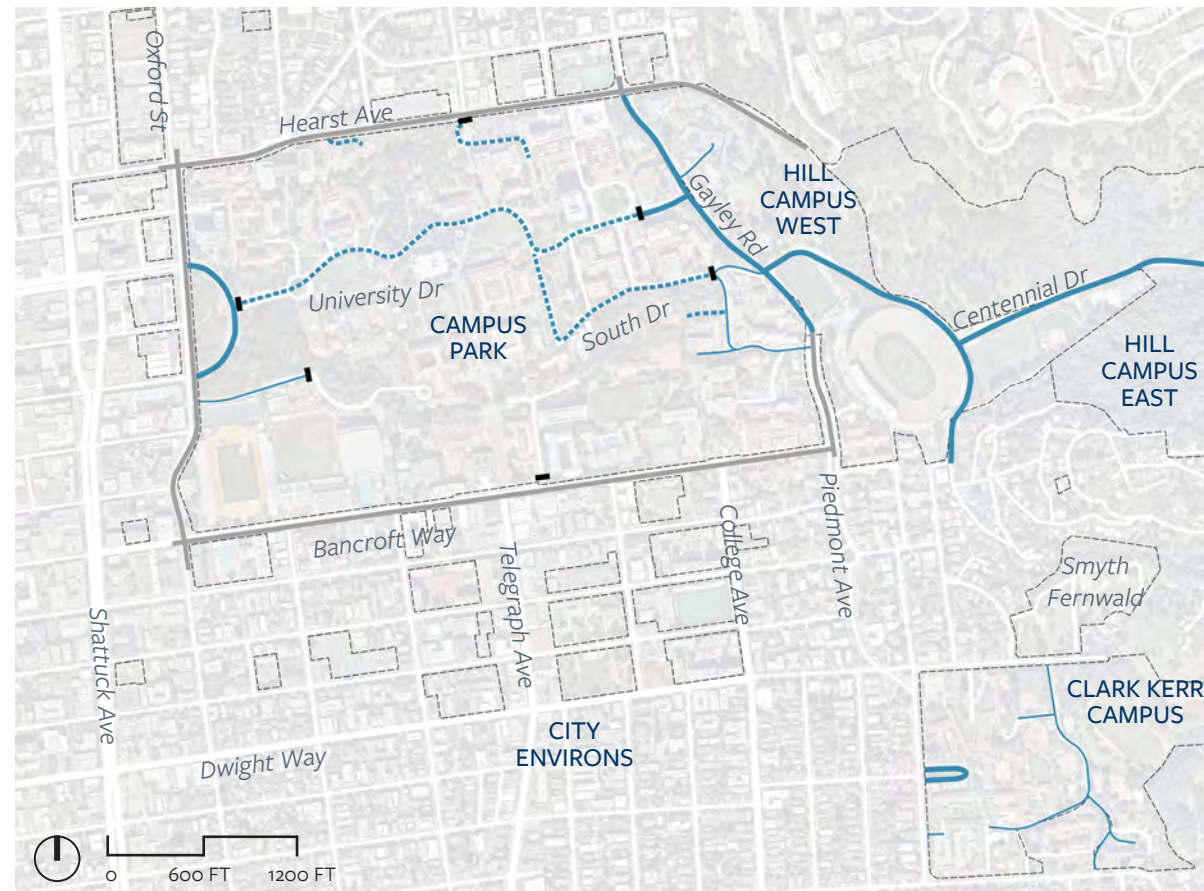 Oxford St
Hearst Ave
Gayley Rd
HILL
CAMPUS
WEST
University Dr
CAMPUS
PARK
South Dr
Centennial Dr
HILL
CAMPUS
EAST
Bancroft Way
Telegraph Ave
College Ave
Piedmont Ave
Smyth
Fernwald
Shattuck Ave
CLARK KERR
CAMPUS
CITY
ENVIRONS
Dwight Way
0 600 FT 1200 FT